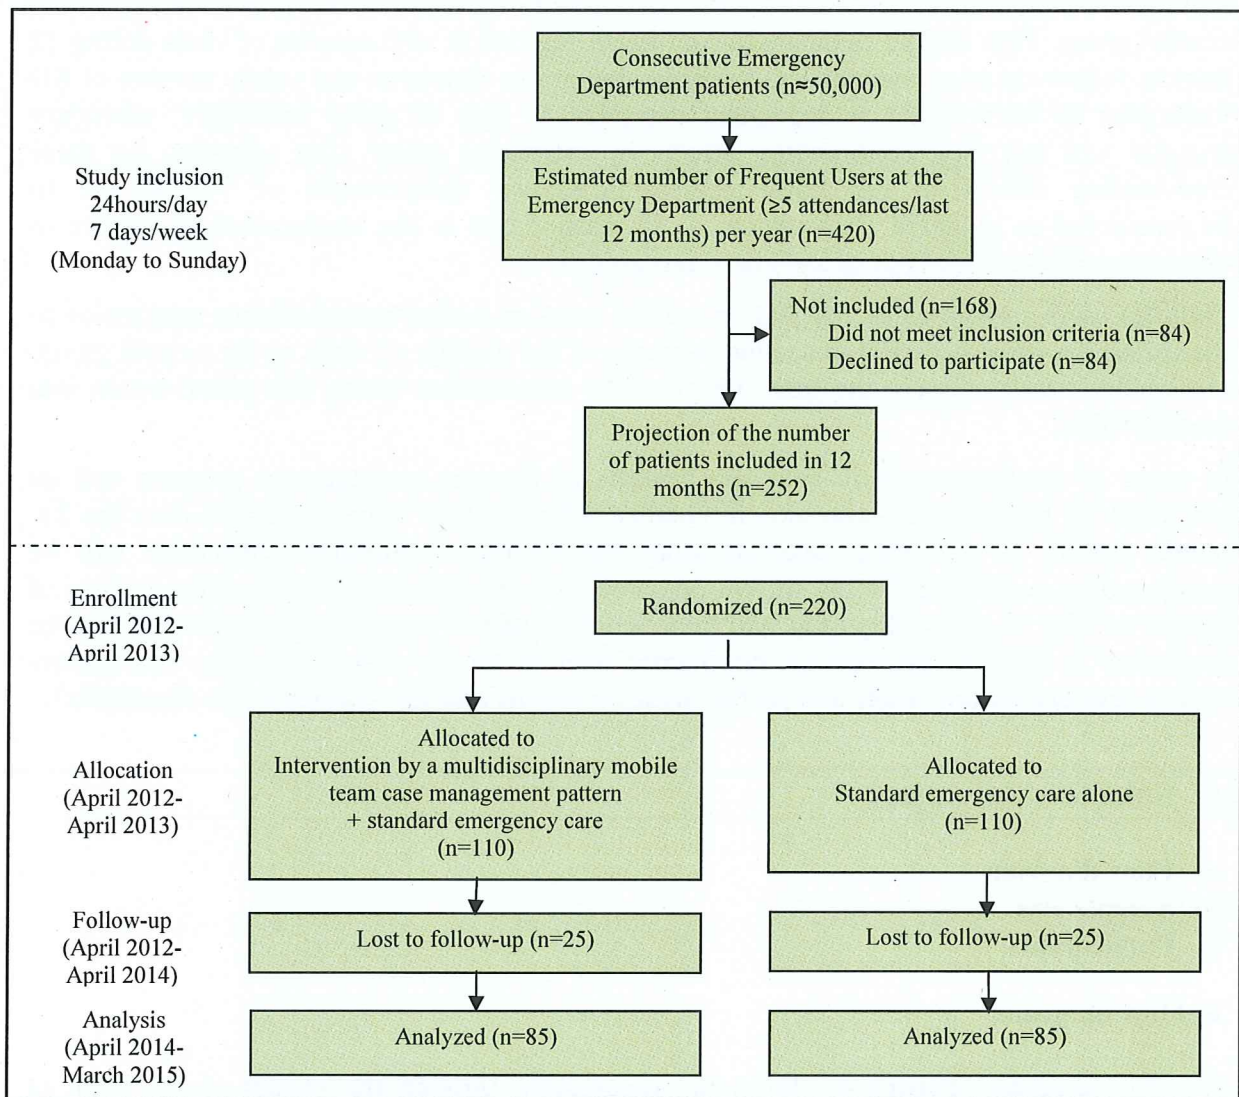 Consecutive Emergency
Department patients (n≈50,000)
Study inclusion
24hours/day
7 days/week
(Monday to Sunday)
Estimated number of Frequent Users at the
Emergency Department (≥5 attendances/last
12 months) per year (n=420)
Not included (n=168)
Did not meet inclusion criteria (n=84)
Declined to participate (n=84)
Projection of the number
of patients included in 12
months (n=252)
Enrollment
(April 2012-
April 2013)
Randomized (n=220)
Allocation
(April 2012-
April 2013)
Allocated to
Intervention by a multidisciplinary mobile
team case management pattern
+ standard emergency care
(n=110)
Allocated to
Standard emergency care alone
(n=110)
Follow-up
(April 2012-
April 2014)
Lost to follow-up (n=25)
Lost to follow-up (n=25)
Analysis
(April 2014-
March 2015)
Analyzed (n=85)
Analyzed (n=85)